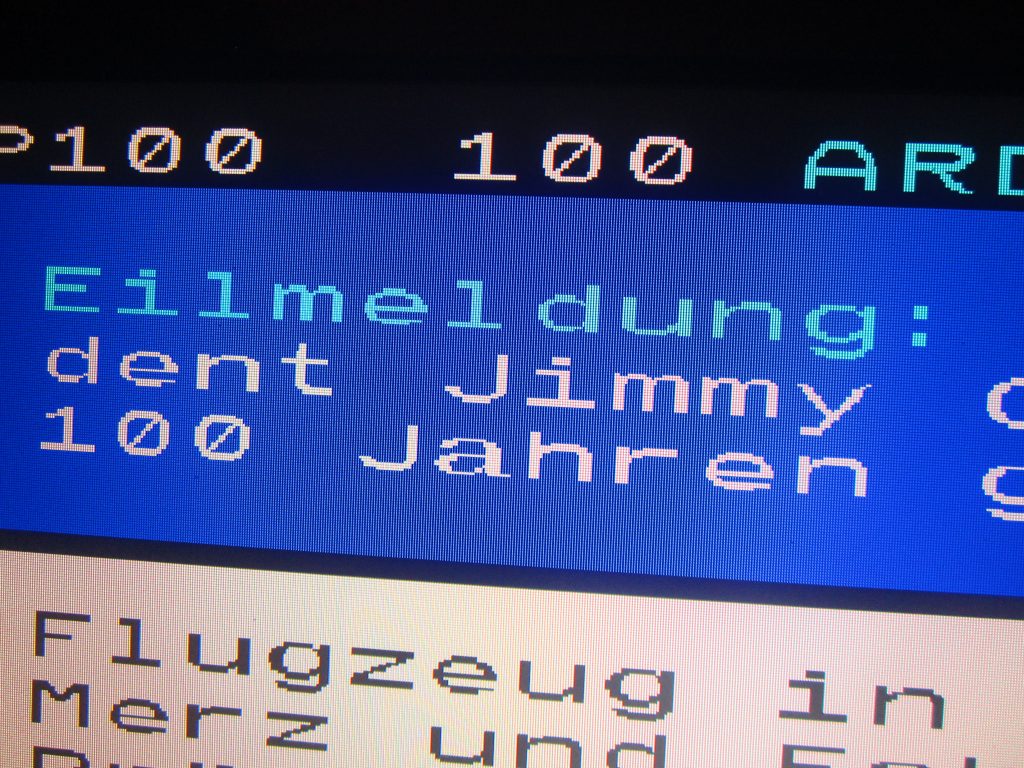 P100 100 ARD
Eilmeldung:
dent Jimmy
100 Jahren
Flugzeug in
Merz und